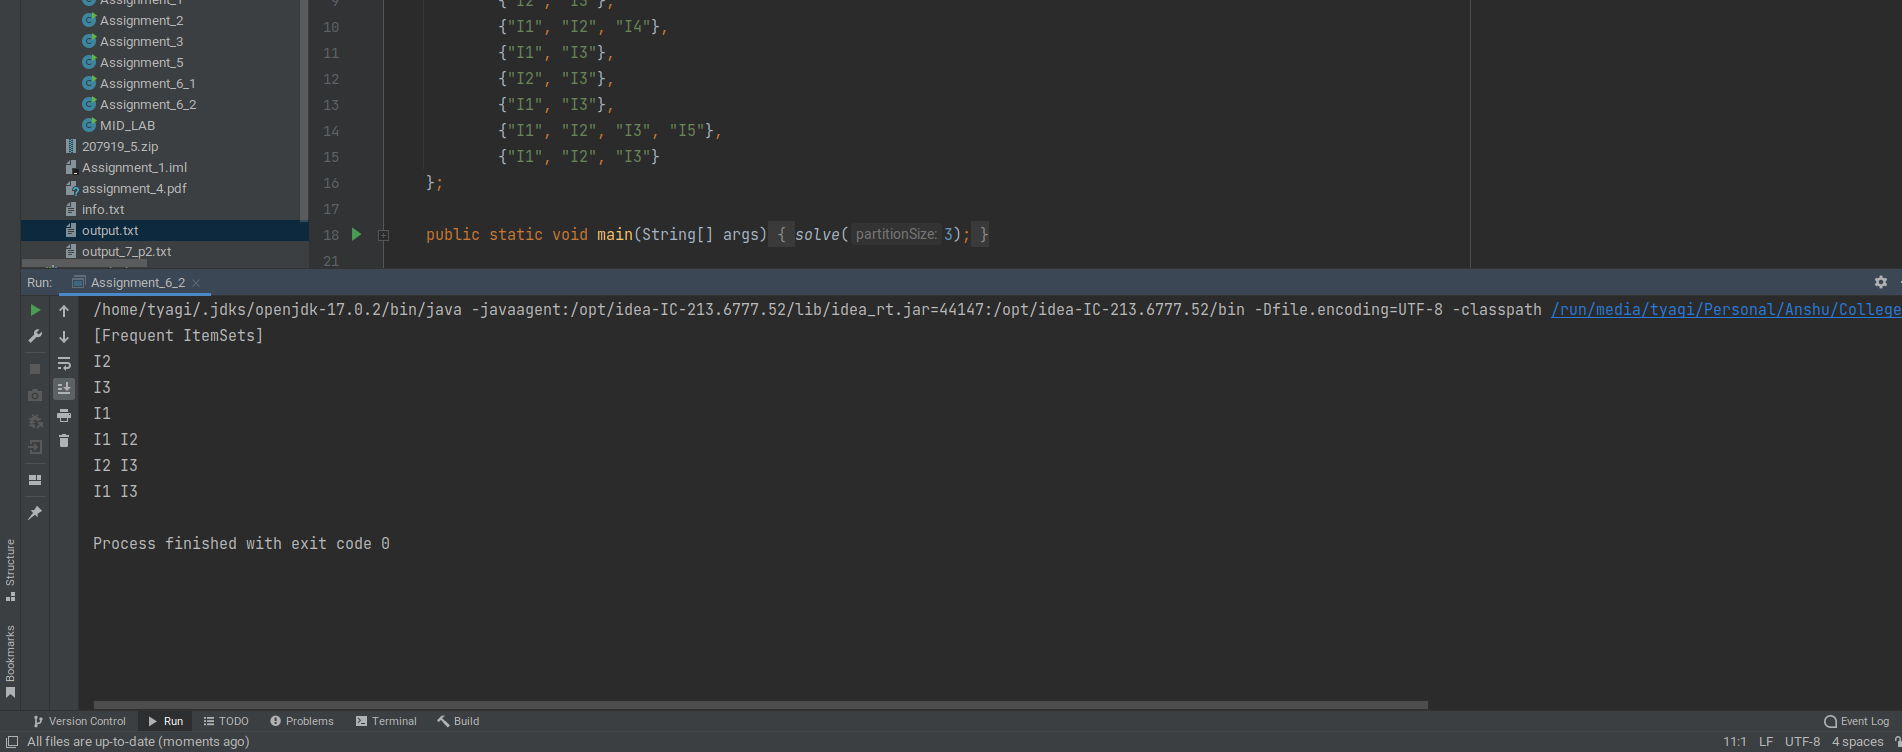 Assignment_1
Assignment_2
Assignment_3
Assignment_5
Assignment_6_1
Assignment_6_2
MID_LAB
207919_5.zip
Assignment_1.iml
assignment_4.pdf
info.txt
output.txt
output_7_p2.txt
9 {"I2", "I3"},
10 {"I1", "I2", "I4"},
11 {"I1", "I3"},
12 {"I2", "I3"},
13 {"I1", "I3"},
14 {"I1", "I2", "I3", "I5"},
15 {"I1", "I2", "I3"}
16 };
17
18 public static void main(String[] args) { solve( partitionSize: 3); }
21
Run: Assignment_6_2
/home/tyagi/.jdks/openjdk-17.0.2/bin/java -javaagent:/opt/idea-IC-213.6777.52/lib/idea_rt.jar=44147:/opt/idea-IC-213.6777.52/bin -Dfile.encoding=UTF-8 -classpath /run/media/tyagi/Personal/Anshu/College
[Frequent ItemSets]
I2
I3
I1
I1 I2
I2 I3
I1 I3
Process finished with exit code 0
Structure
Bookmarks
Version Control Run TODO Problems Terminal Build Event Log
All files are up-to-date (moments ago) 11:1 LF UTF-8 4 spaces